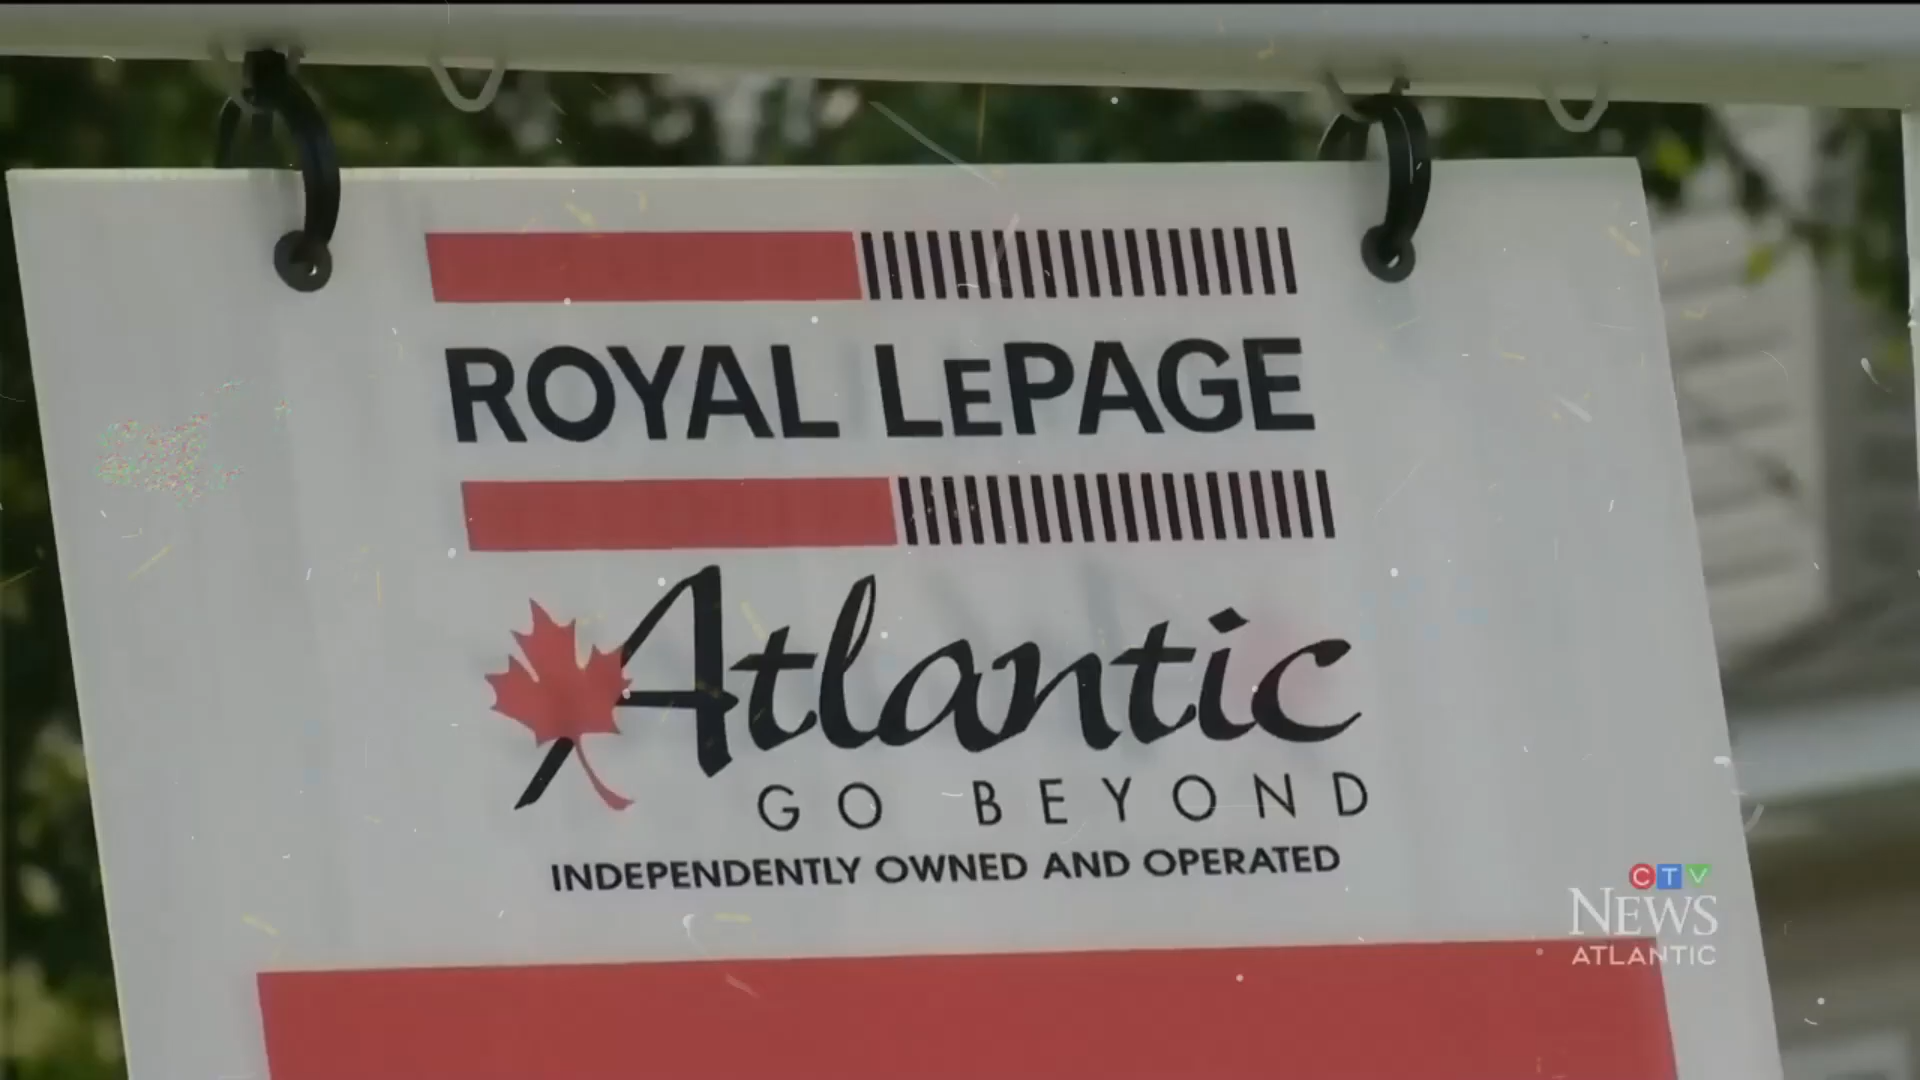 ROYAL LEPAGE
Atlantic
GO BEYOND
INDEPENDENTLY OWNED AND OPERATED
CTV
NEWS
ATLANTIC